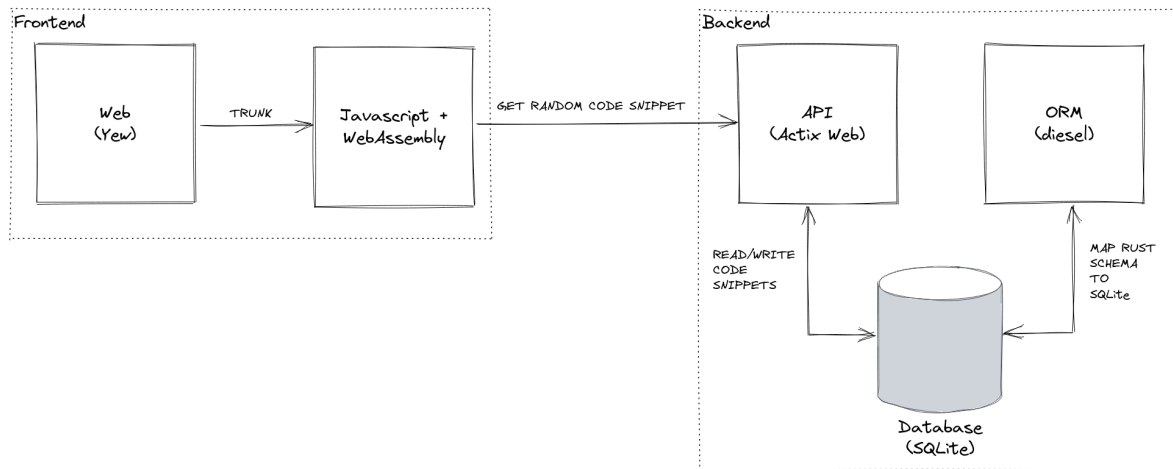 Frontend
Web
(Yew)
TRUNK
Javascript +
WebAssembly
GET RANDOM CODE SNIPPET
Backend
API
(Actix Web)
ORM
(diesel)
READ/WRITE
CODE
SNIPPETS
MAP RUST
SCHEMA
TO
SQLite
Database
(SQLite)